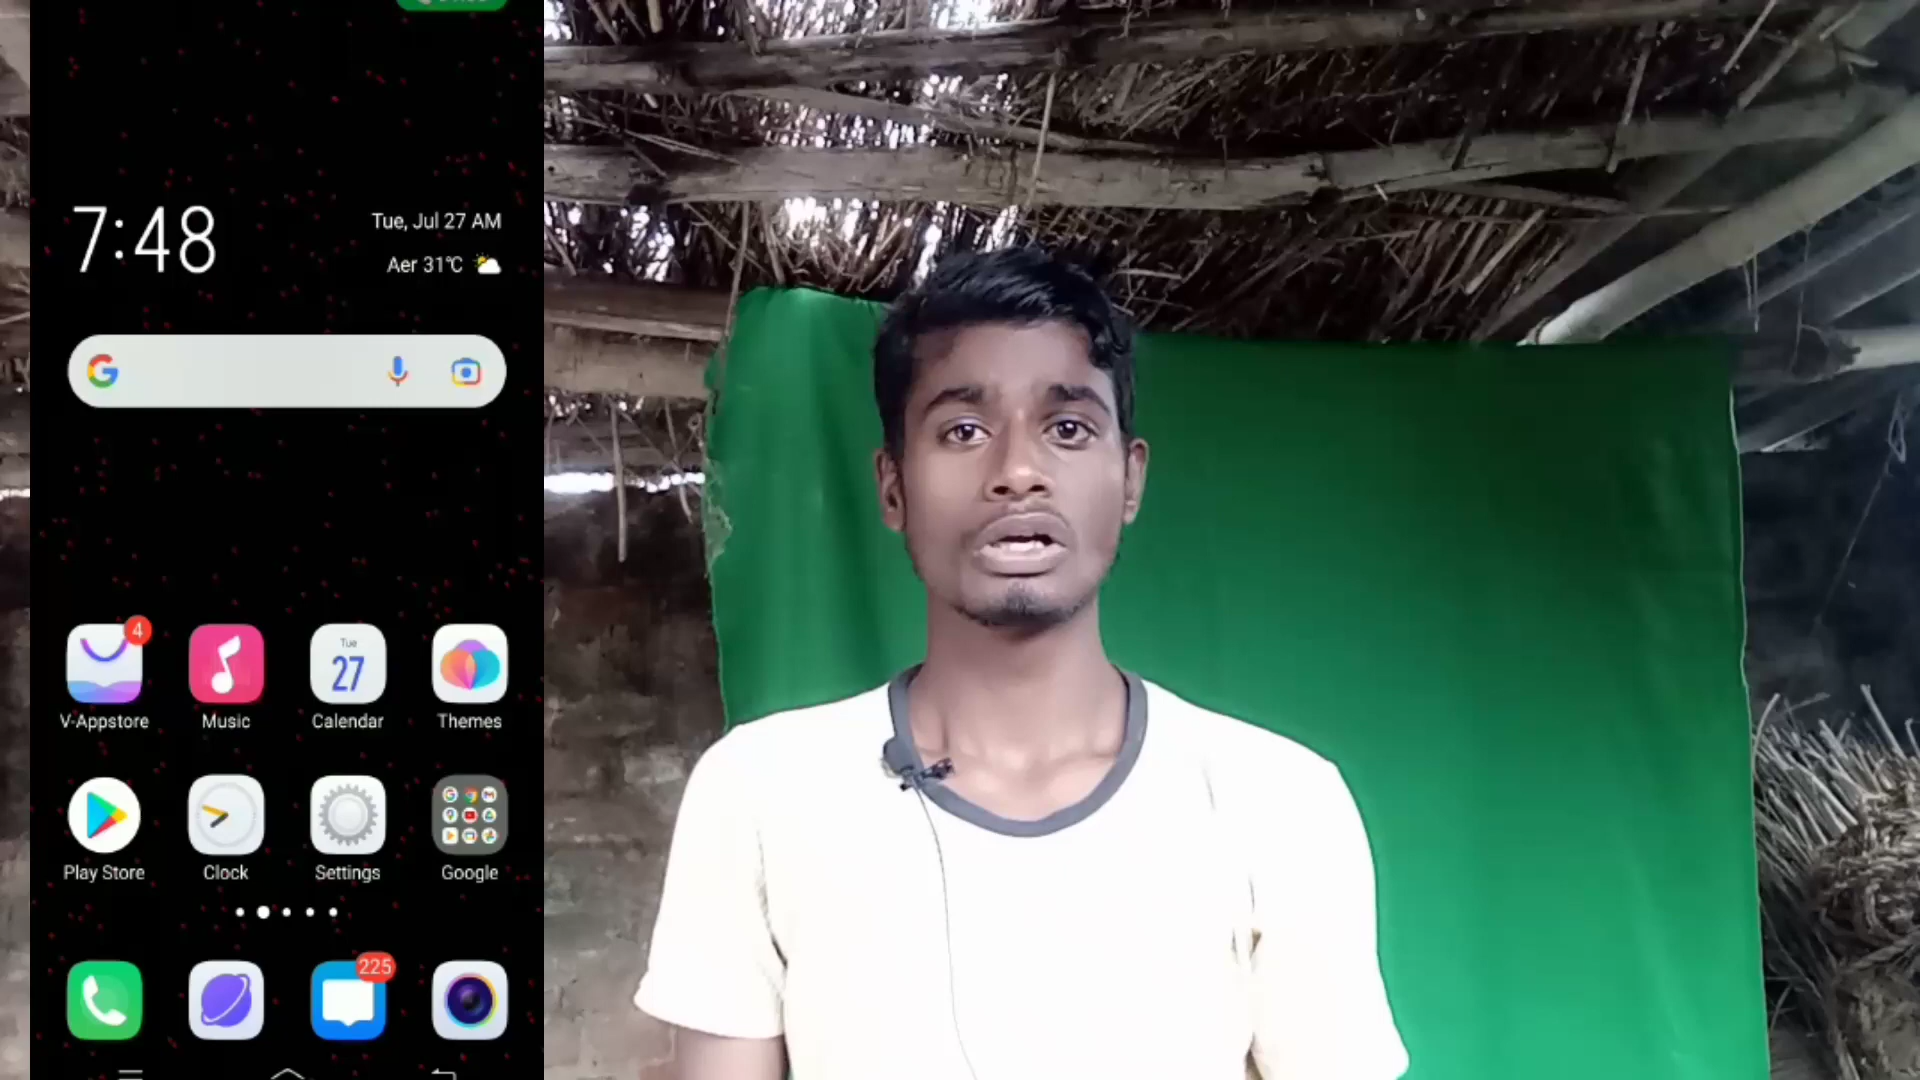 7:48
Tue, Jul 27 AM
Aer 31°C
4
Tue
27
V-Appstore
Music
Calendar
Themes
Play Store
Clock
Settings
Google
225